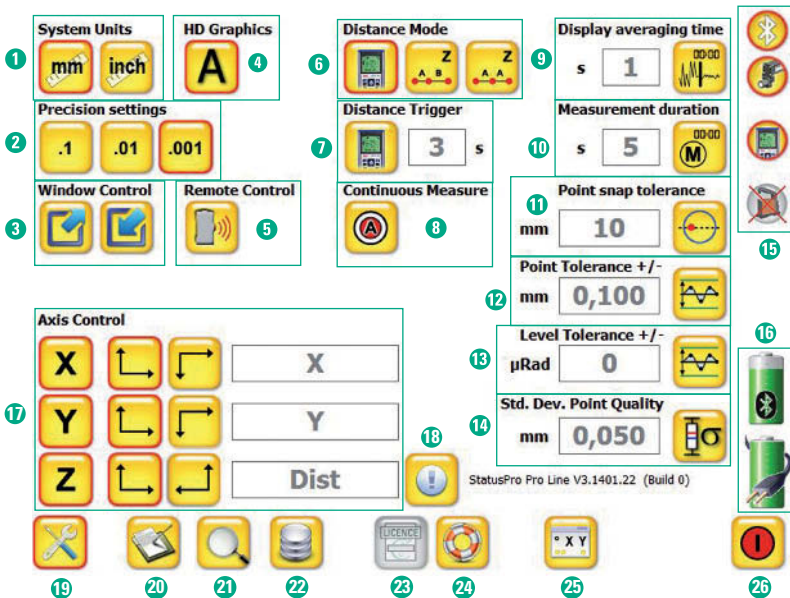 System Units
HD Graphics
Distance Mode
Display averaging time
1
mm
inch
4
A
6
Z
A B
Z
A A
9
s
1
00:00
Precision settings
Distance Trigger
Measurement duration
2
.1
.01
.001
7
3
s
10
s
5
00:00
M
Window Control
Remote Control
Continuous Measure
11
Point snap tolerance
3
5
A
8
mm
10
15
Point Tolerance +/-
12
mm
0,100
Axis Control
Level Tolerance +/-
16
X
X
13
µRad
0
Std. Dev. Point Quality
17
Y
Y
18
14
mm
0,050
σ
Z
Dist
StatusPro Pro Line V3.1401.22 (Build 0)
LICENCE
° X Y
19
20
21
22
23
24
25
26